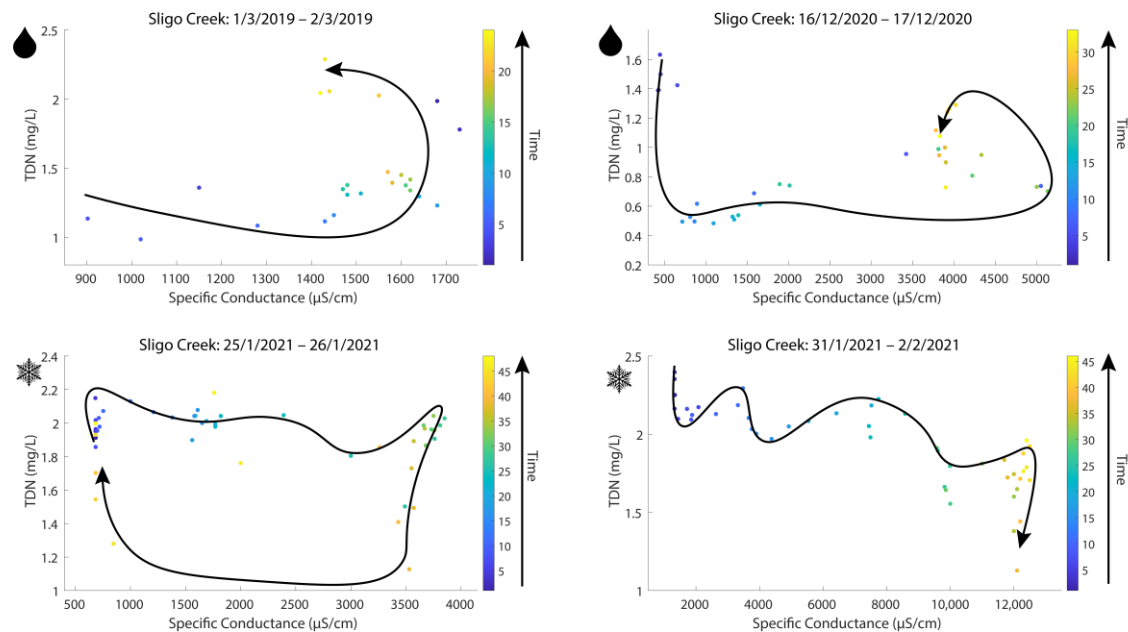 Sligo Creek: 1/3/2019 – 2/3/2019
2.5
2
1.5
1
TDN (mg/L)
900 1000 1100 1200 1300 1400 1500 1600 1700
Specific Conductance (µS/cm)
20
15
10
5
Time
Sligo Creek: 16/12/2020 – 17/12/2020
1.6
1.4
1.2
1
0.8
0.6
0.4
0.2
TDN (mg/L)
500 1000 1500 2000 2500 3000 3500 4000 4500 5000
Specific Conductance (µS/cm)
30
25
20
15
10
5
Time
Sligo Creek: 25/1/2021 – 26/1/2021
2.4
2.2
2
1.8
1.6
1.4
1.2
1
TDN (mg/L)
500 1000 1500 2000 2500 3000 3500 4000
Specific Conductance (µS/cm)
45
40
35
30
25
20
15
10
5
Time
Sligo Creek: 31/1/2021 – 2/2/2021
2.5
2
1.5
1
TDN (mg/L)
2000 4000 6000 8000 10,000 12,000
Specific Conductance (µS/cm)
45
40
35
30
25
20
15
10
5
Time